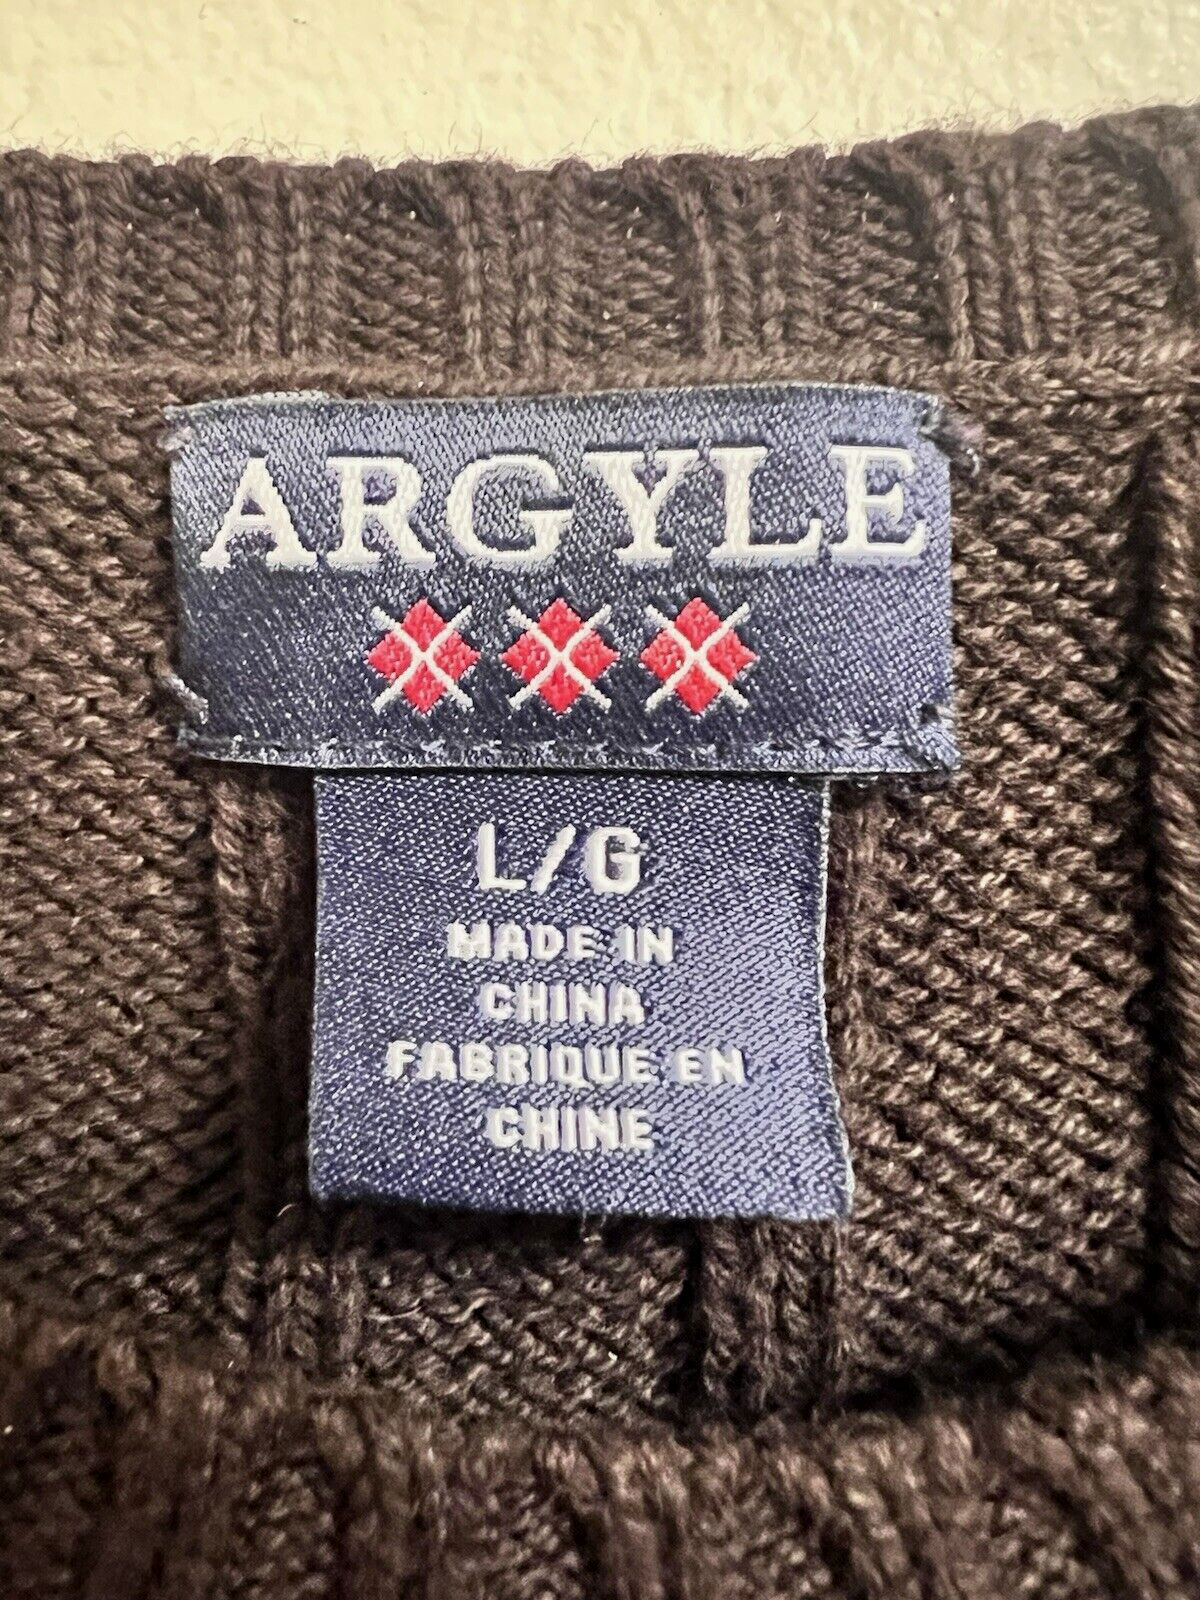 ARGYLE
L/G
MADE IN
CHINA
FABRIQUE EN
CHINE